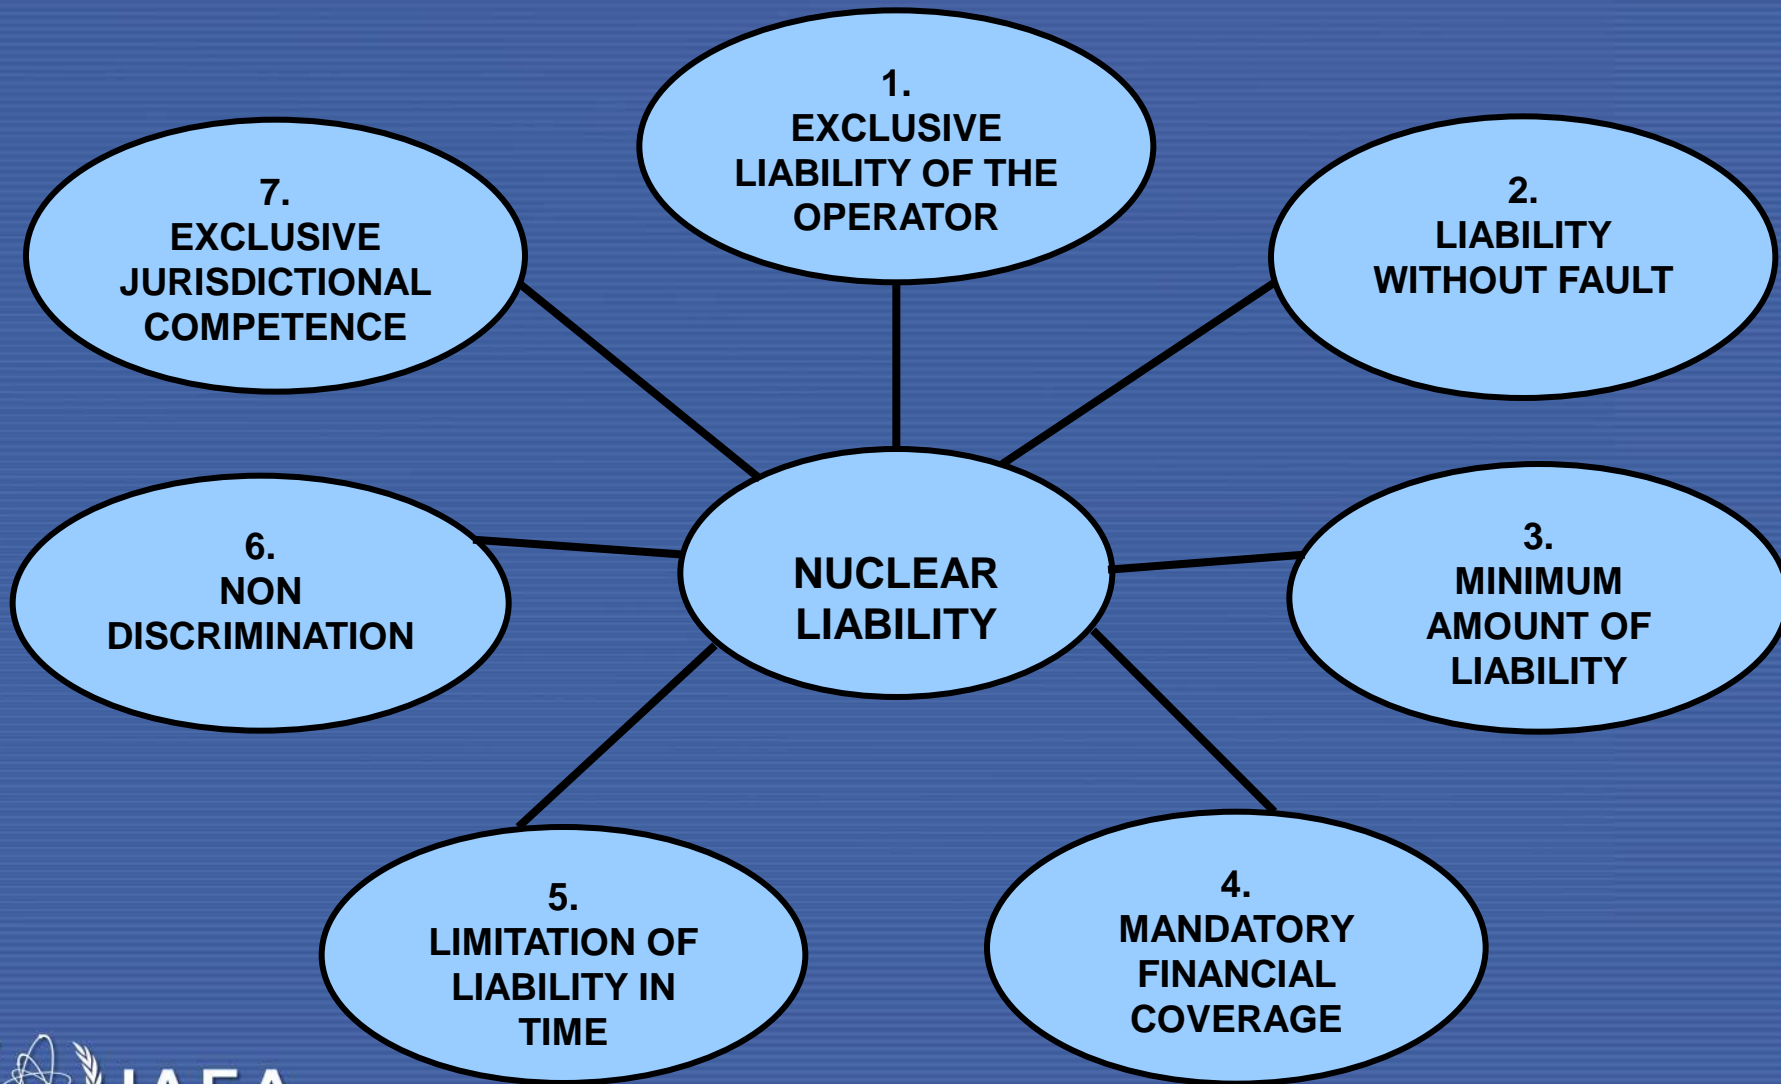 1.
EXCLUSIVE
LIABILITY OF THE
OPERATOR
2.
LIABILITY
WITHOUT FAULT
3.
MINIMUM
AMOUNT OF
LIABILITY
4.
MANDATORY
FINANCIAL
COVERAGE
5.
LIMITATION OF
LIABILITY IN
TIME
6.
NON
DISCRIMINATION
7.
EXCLUSIVE
JURISDICTIONAL
COMPETENCE
NUCLEAR
LIABILITY
IAEA